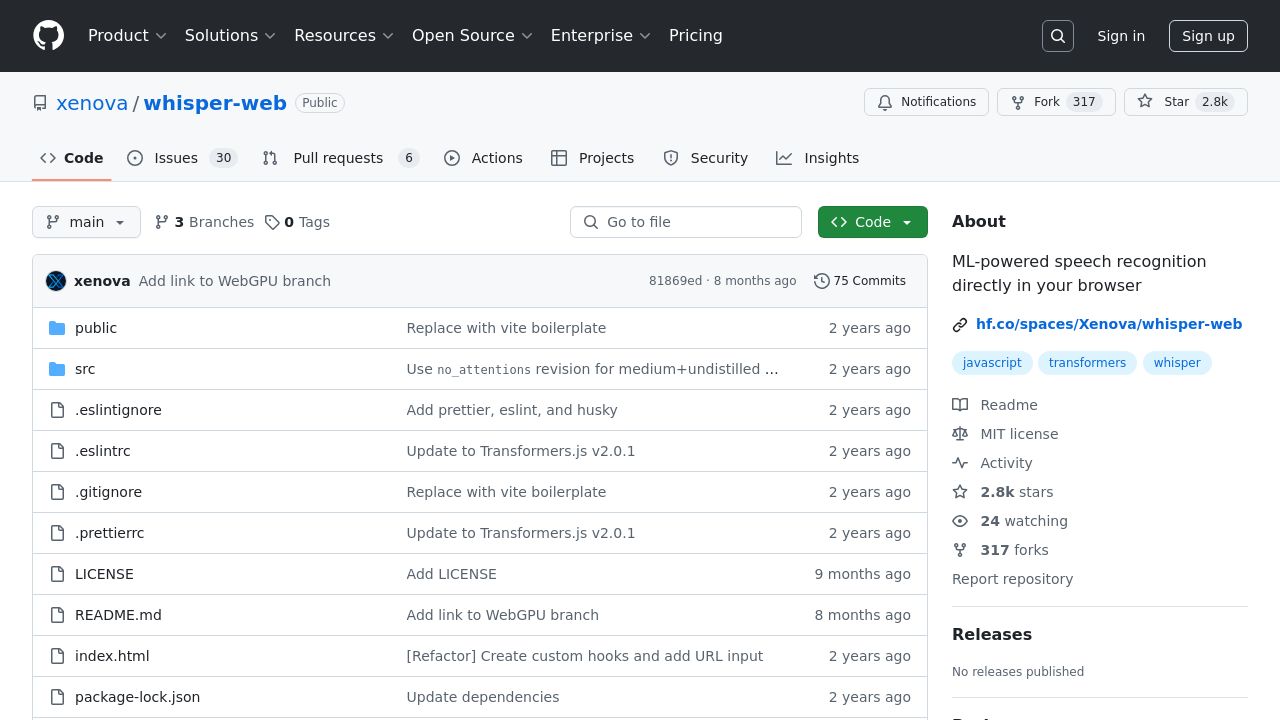 Product Solutions Resources Open Source Enterprise Pricing Sign in Sign up
xenova / whisper-web Public Notifications Fork 317 Star 2.8k
Code Issues 30 Pull requests 6 Actions Projects Security Insights
main 3 Branches 0 Tags Go to file Code
xenova Add link to WebGPU branch 81869ed · 8 months ago 75 Commits
public Replace with vite boilerplate 2 years ago
src Use no_attentions revision for medium+undistilled … 2 years ago
.eslintignore Add prettier, eslint, and husky 2 years ago
.eslintrc Update to Transformers.js v2.0.1 2 years ago
.gitignore Replace with vite boilerplate 2 years ago
.prettierrc Update to Transformers.js v2.0.1 2 years ago
LICENSE Add LICENSE 9 months ago
README.md Add link to WebGPU branch 8 months ago
index.html [Refactor] Create custom hooks and add URL input 2 years ago
package-lock.json Update dependencies 2 years ago
About
ML-powered speech recognition
directly in your browser
hf.co/spaces/Xenova/whisper-web
javascript transformers whisper
Readme
MIT license
Activity
2.8k stars
24 watching
317 forks
Report repository
Releases
No releases published